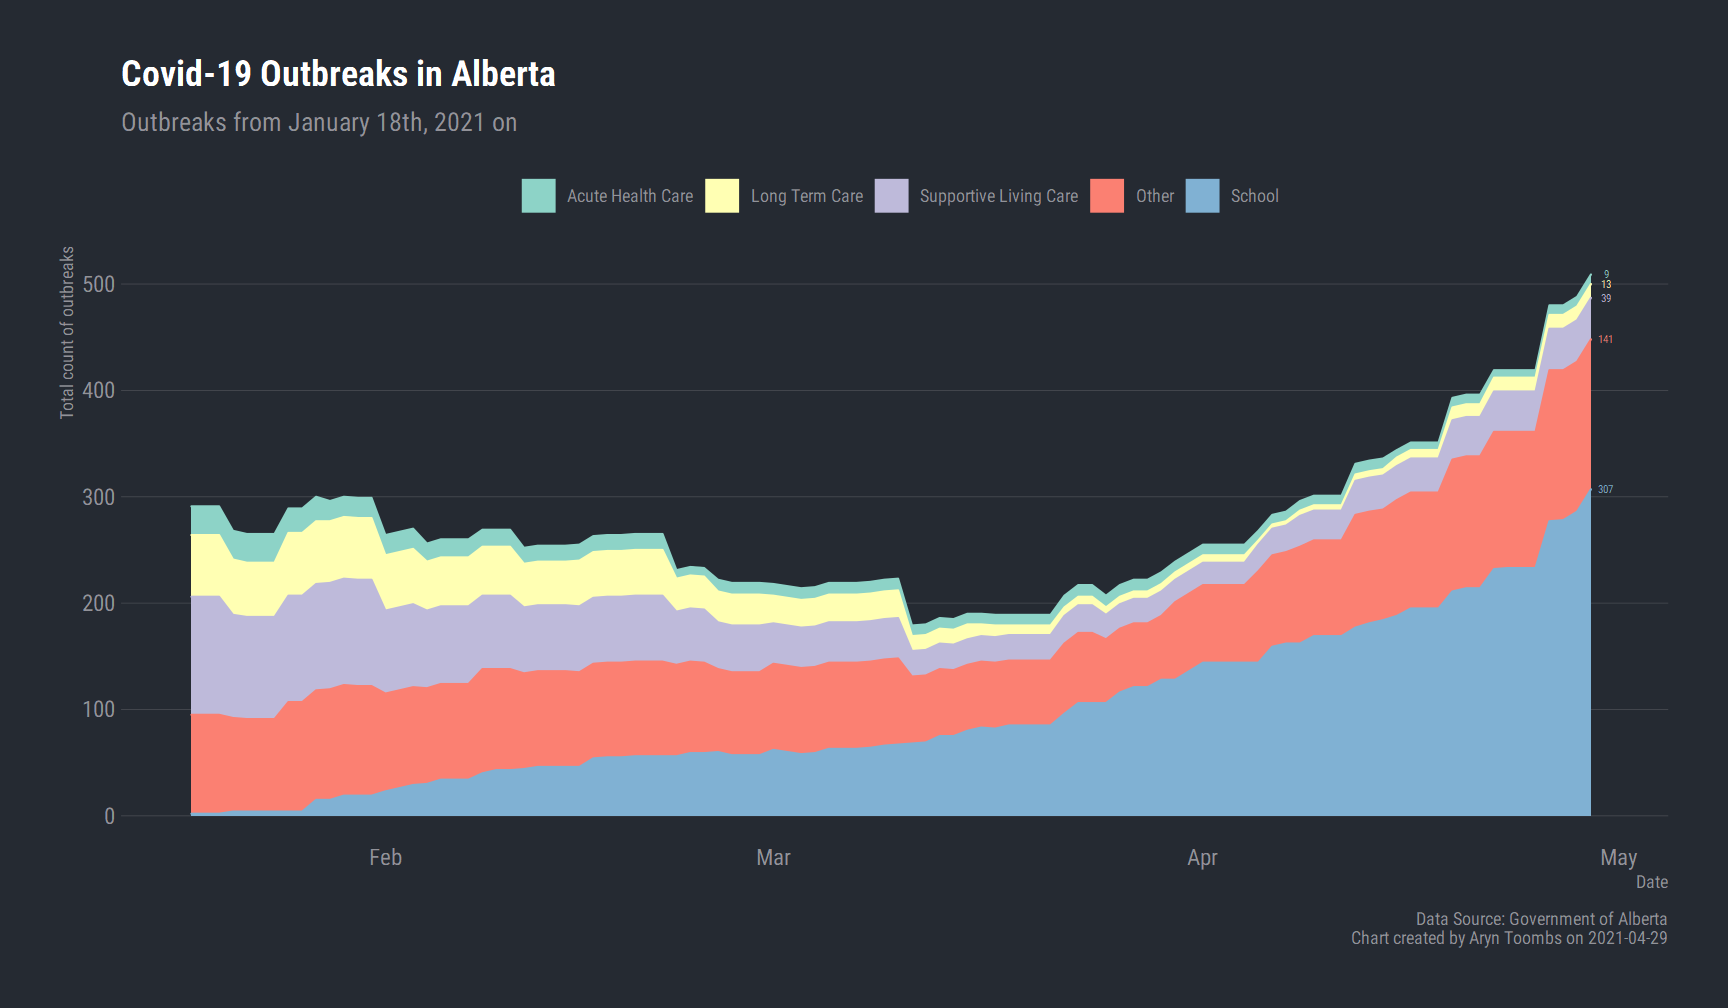 Covid-19 Outbreaks in Alberta
Outbreaks from January 18th, 2021 on
Acute Health Care Long Term Care Supportive Living Care Other School
Total count of outbreaks
500
400
300
200
100
0
9
13
39
141
307
Feb Mar Apr May
Date
Data Source: Government of Alberta
Chart created by Aryn Toombs on 2021-04-29